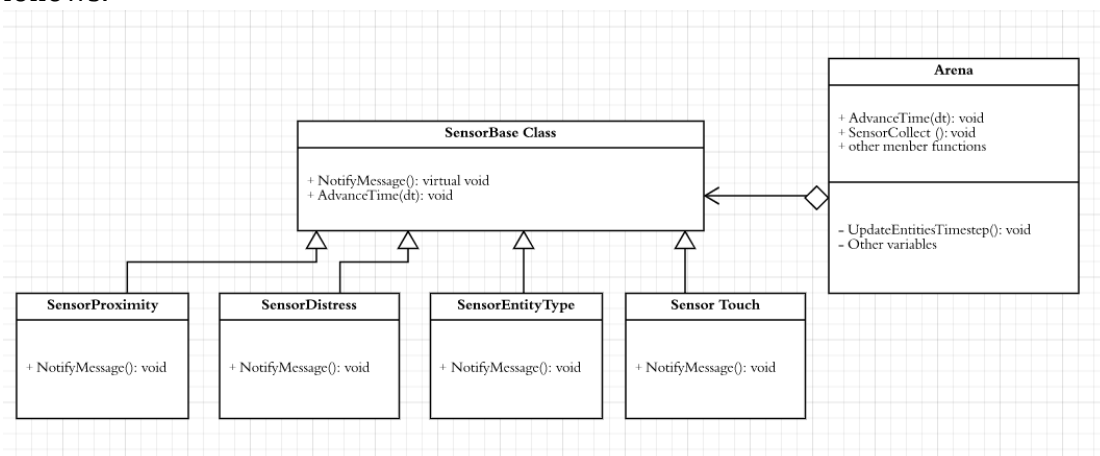 follows:
Arena
+ AdvanceTime(dt): void
+ SensorCollect (): void
+ other menber functions
- UpdateEntitiesTimestep(): void
- Other variables
SensorBase Class
+ NotifyMessage(): virtual void
+ AdvanceTime(dt): void
SensorProximity
+ NotifyMessage(): void
SensorDistress
+ NotifyMessage(): void
SensorEntityType
+ NotifyMessage(): void
Sensor Touch
+ NotifyMessage(): void